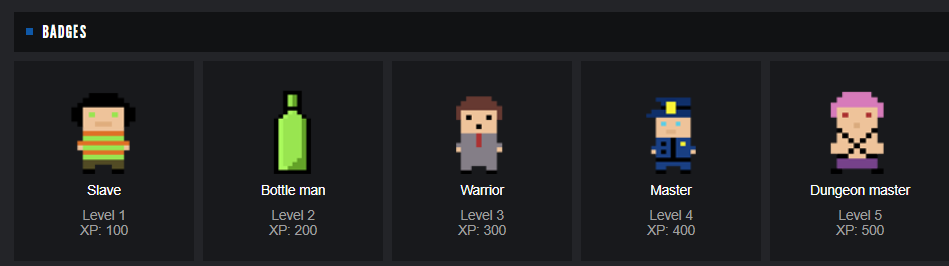 BADGES
Slave
Level 1
XP: 100
Bottle man
Level 2
XP: 200
Warrior
Level 3
XP: 300
Master
Level 4
XP: 400
Dungeon master
Level 5
XP: 500